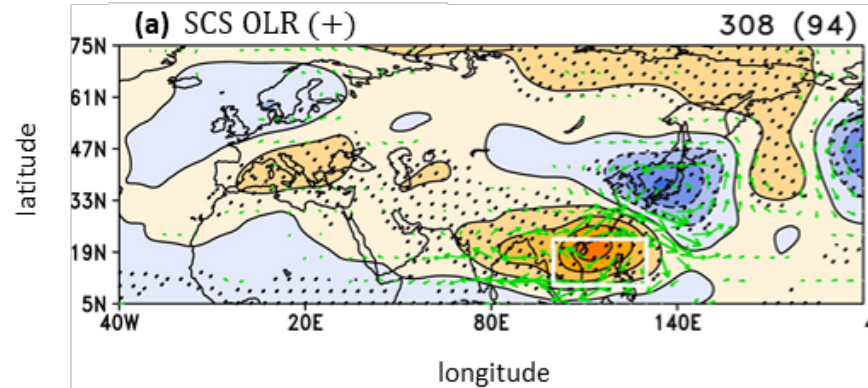 (a) SCS OLR (+) 308 (94)
75N
61N
47N
33N
19N
5N
latitude
40W 20E 80E 140E
longitude